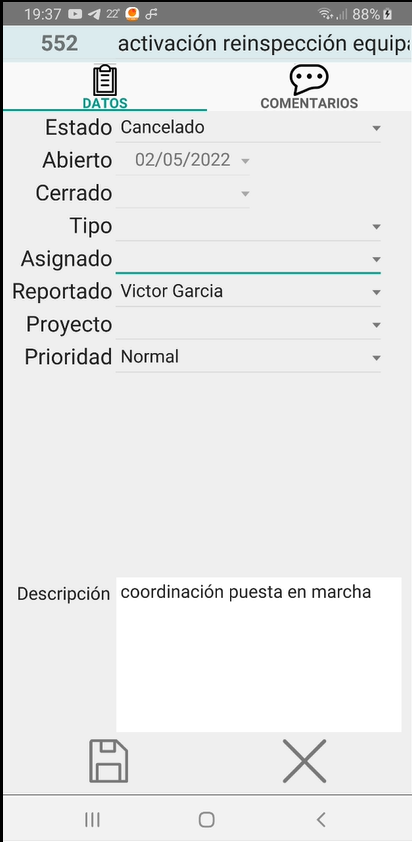 19:37 22° 88%
552 activación reinspección equip
DATOS COMENTARIOS
Estado Cancelado
Abierto 02/05/2022
Cerrado
Tipo
Asignado
Reportado Victor Garcia
Proyecto
Prioridad Normal
Descripción coordinación puesta en marcha